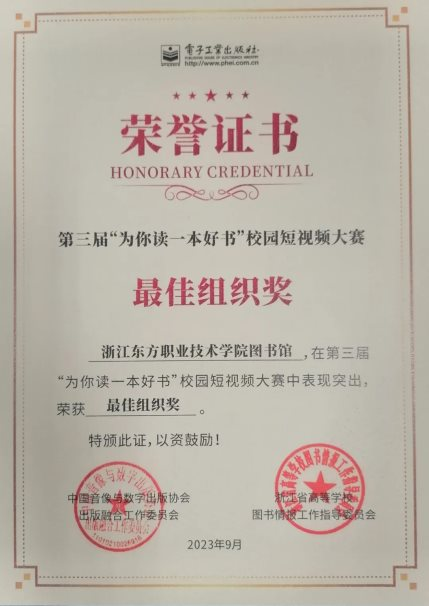 电子工业出版社
PUBLISHING HOUSE OF ELECTRONICS INDUSTRY
http://www.phei.com.cn
荣誉证书
HONORARY CREDENTIAL
第三届“为你读一本好书”校园短视频大赛
最佳组织奖
浙江东方职业技术学院图书馆,在第三届
“为你读一本好书”校园短视频大赛中表现突出,
荣获 最佳组织奖 。
特颁此证,以资鼓励!
中国音像与数字出版协会
出版融合工作委员会
浙江省高等学校
图书情报工作指导委员会
2023年9月